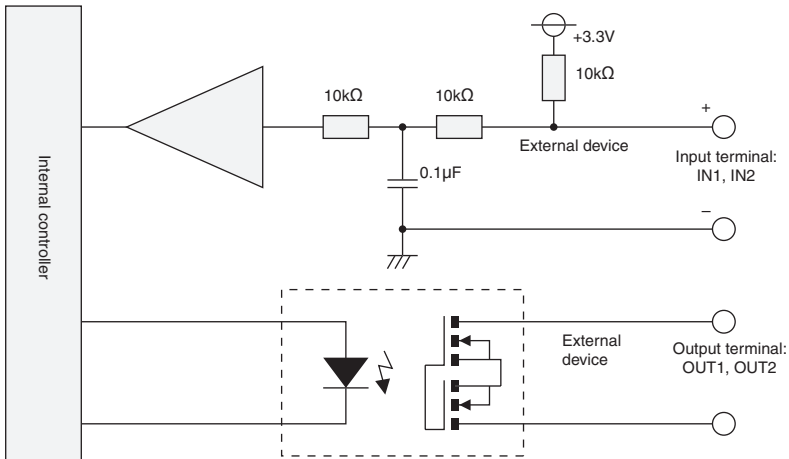 +3.3V
10kΩ
10kΩ
10kΩ
+
External device
Input terminal:
IN1, IN2
0.1μF
Internal controller
–
External
device
Output terminal:
OUT1, OUT2